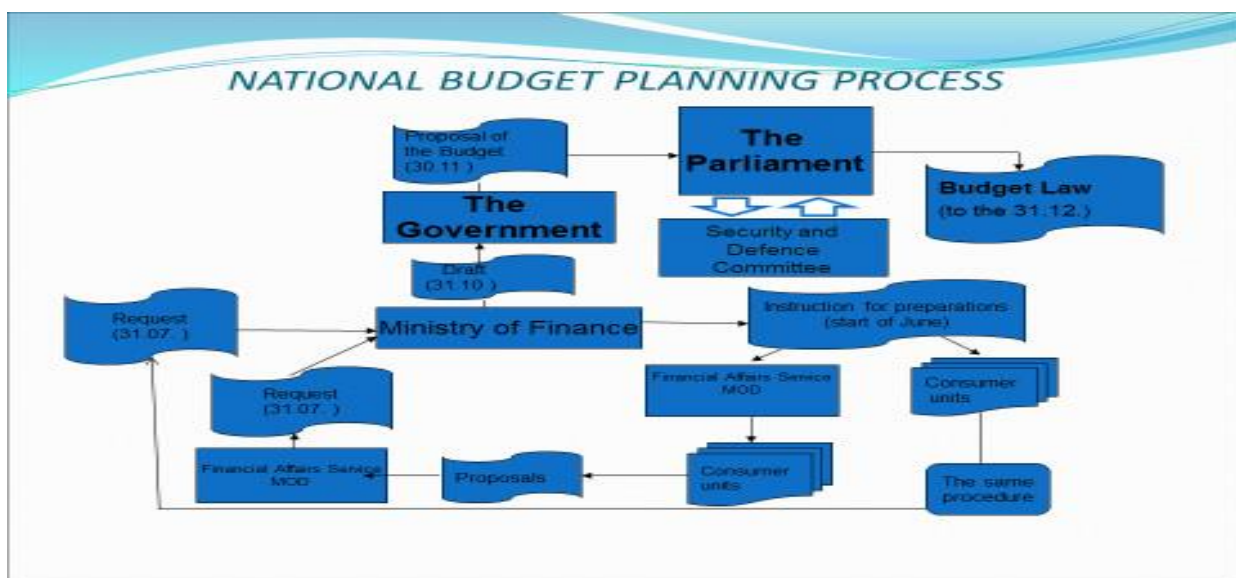 NATIONAL BUDGET PLANNING PROCESS
Proposal of
the Budget
(30.11 )
The
Parliament
Budget Law
(to the 31.12.)
The
Government
Security and
Defence
Committee
Draft
(31.10 )
Request
(31.07. )
Ministry of Finance
Instruction for preparations
(start of June)
Request
(31.07. )
Financial Affairs Service
MOD
Consumer
units
Financial Affairs Service
MOD
Proposals
Consumer
units
The same
procedure